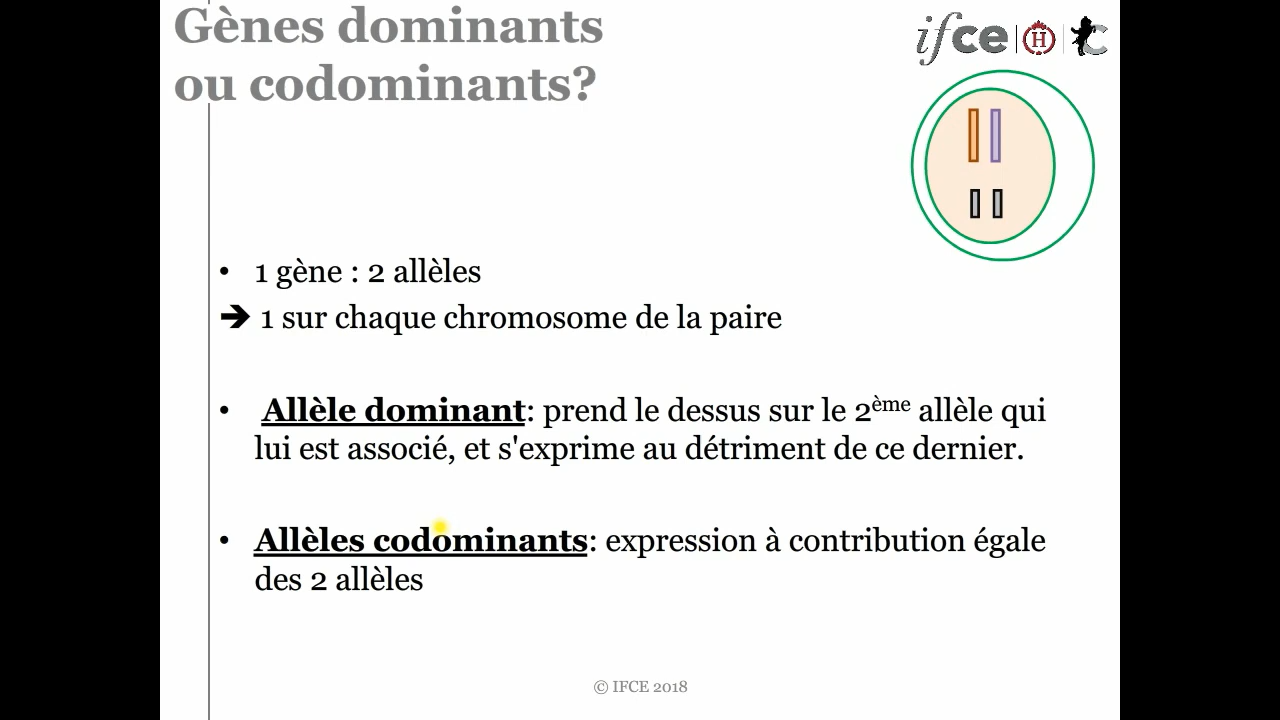 Gènes dominants
ou codominants?
ifce | H | C
• 1 gène : 2 allèles
➔ 1 sur chaque chromosome de la paire
• Allèle dominant: prend le dessus sur le 2ème allèle qui
lui est associé, et s'exprime au détriment de ce dernier.
• Allèles codominants: expression à contribution égale
des 2 allèles
© IFCE 2018